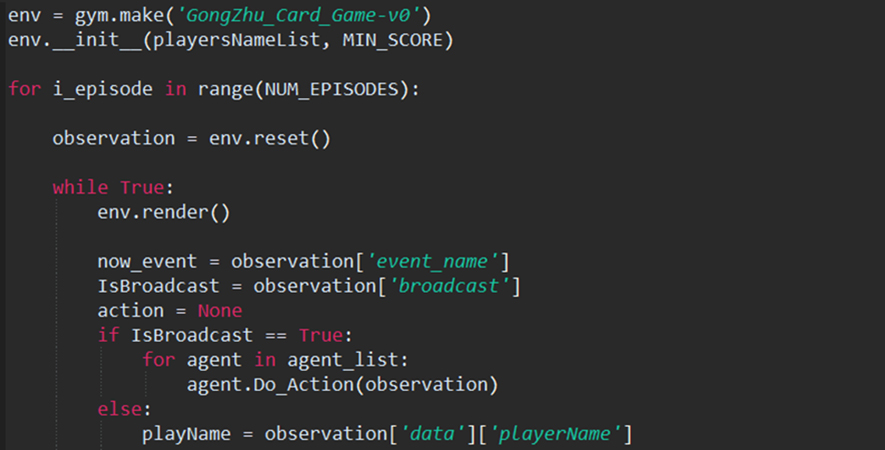 env = gym.make('GongZhu_Card_Game-v0')
env.__init__(playersNameList, MIN_SCORE)
for i_episode in range(NUM_EPISODES):
observation = env.reset()
while True:
env.render()
now_event = observation['event_name']
IsBroadcast = observation['broadcast']
action = None
if IsBroadcast == True:
for agent in agent_list:
agent.Do_Action(observation)
else:
playName = observation['data']['playerName']